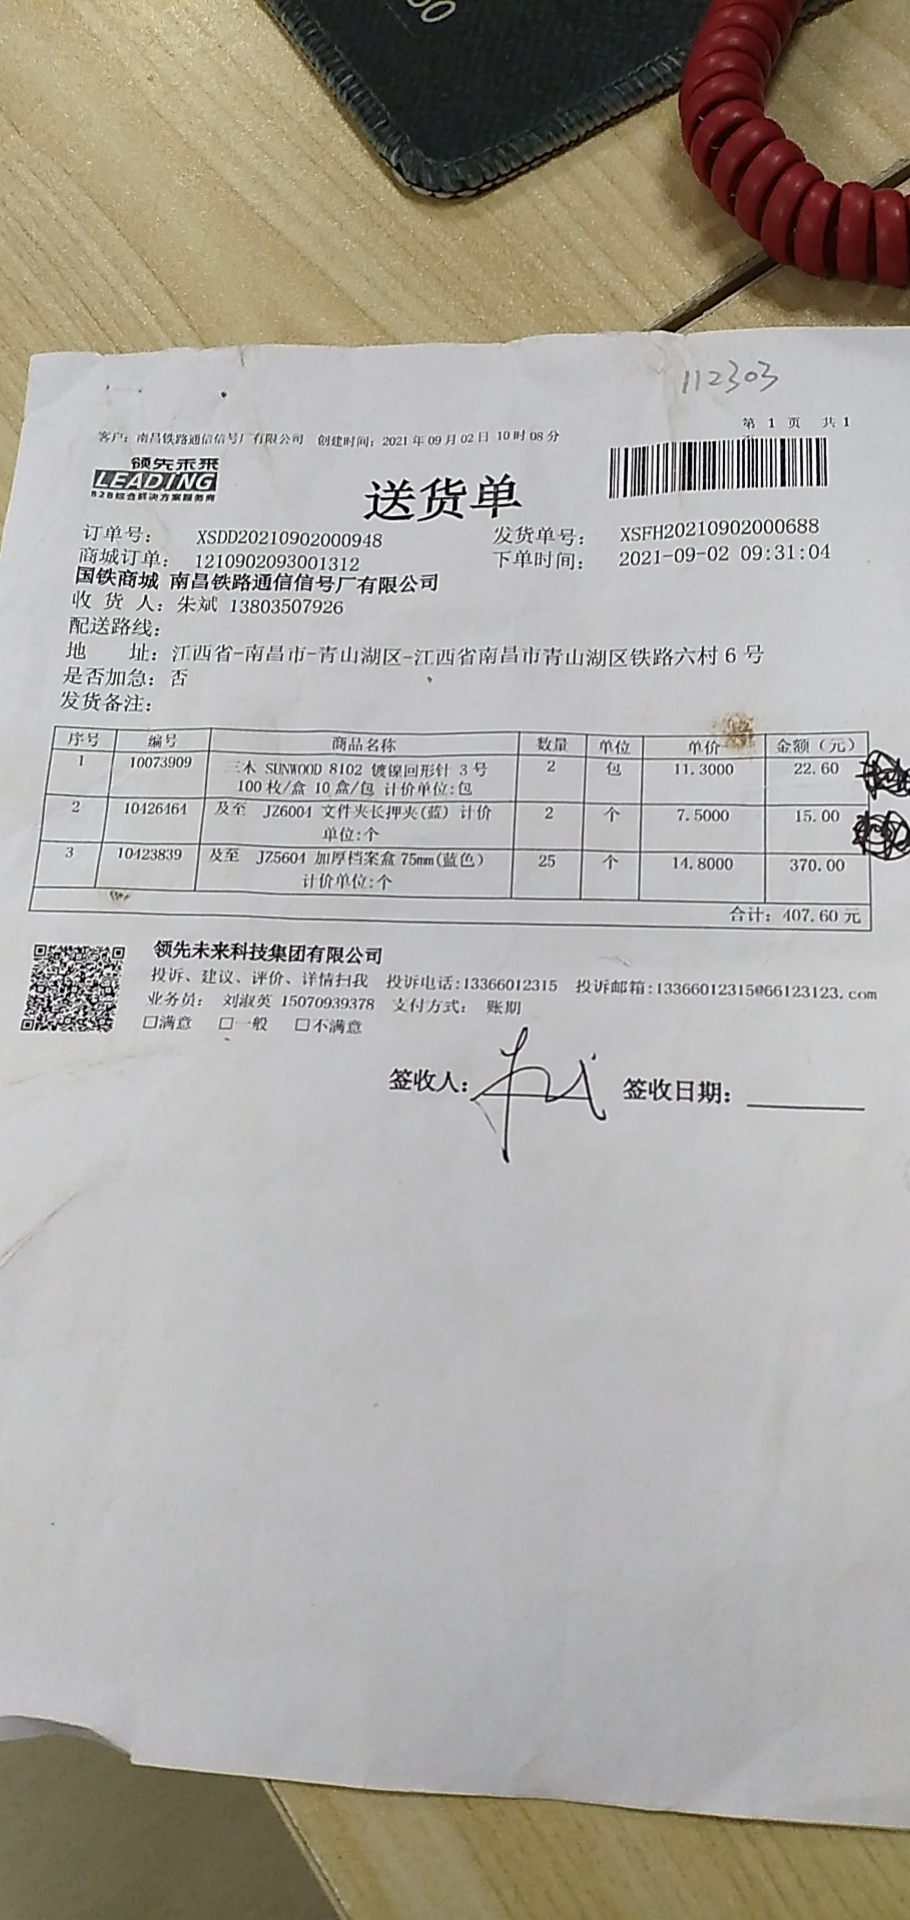 00
112303
第 1 页 共 1
页
客户：南昌铁路通信信号厂有限公司 创建时间：2021 年 09 月 02 日 10 时 08 分
领先未来
LEADING
B2B综合解决方案服务商
送货单
订单号： XSDD20210902000948 发货单号： XSFH20210902000688
商城订单： 1210902093001312 下单时间： 2021-09-02 09:31:04
国铁商城 南昌铁路通信信号厂有限公司
收 货 人：朱斌 13803507926
配送路线：
地 址：江西省-南昌市-青山湖区-江西省南昌市青山湖区铁路六村 6 号
是否加急：否
发货备注：
序号 编号 商品名称 数量 单位 单价 金额（元）
1 10073909 三木 SUNWOOD 8102 镀镍回形针 3 号 2 包 11.3000 22.60
100 枚/盒 10 盒/包 计价单位:包
2 10426464 及至 JZ6004 文件夹长押夹(蓝) 计价 2 个 7.5000 15.00
单位:个
3 10423839 及至 JZ5604 加厚档案盒 75mm(蓝色) 25 个 14.8000 370.00
计价单位:个
合计：407.60 元
领先未来科技集团有限公司
投诉、建议、评价、详情扫我 投诉电话:13366012315 投诉邮箱:13366012315@66123123.com
业务员： 刘淑英 15070939378 支付方式： 账期
□满意 □一般 □不满意
签收人： 签收日期：